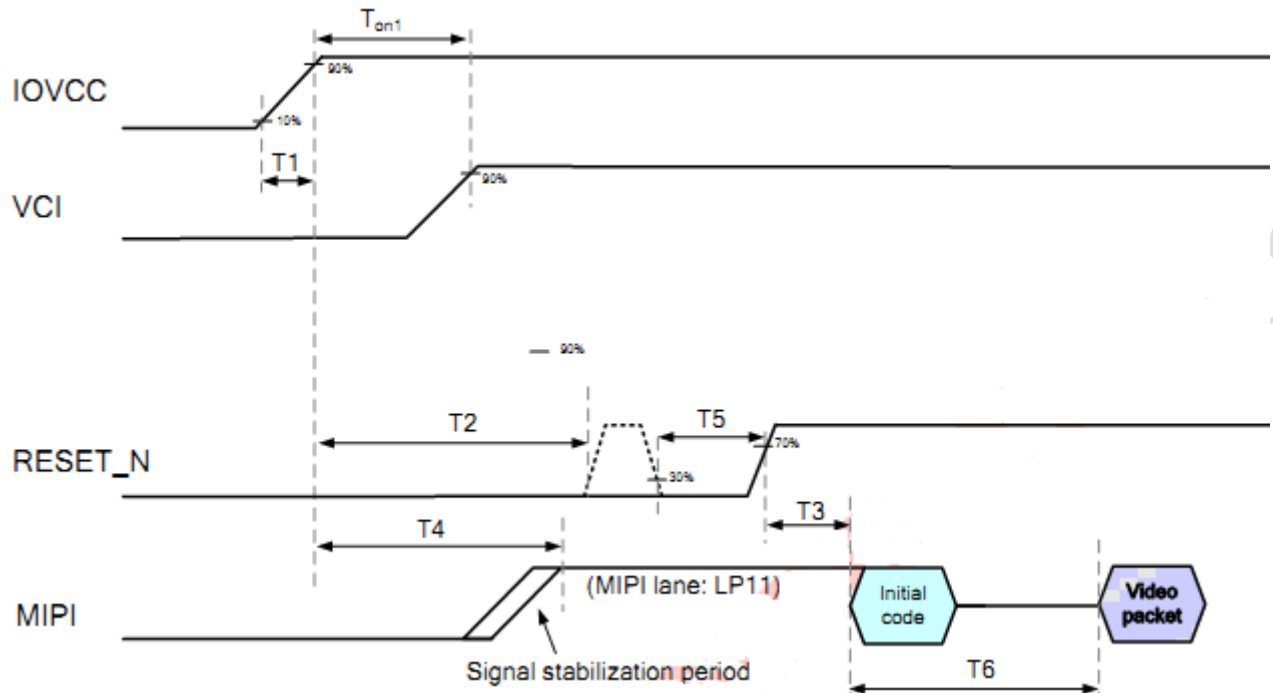 Ton1
90%
IOVCC
10%
T1
90%
VCI
90%
T2
T5
70%
RESET_N
30%
T3
T4
(MIPI lane: LP11)
Initial
code
Video
packet
MIPI
Signal stabilization period
T6